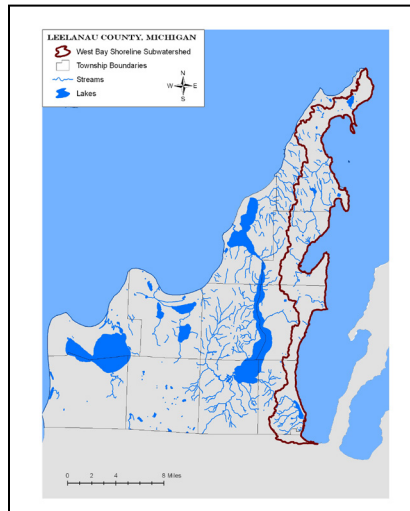 LEELANAU COUNTY, MICHIGAN
West Bay Shoreline Subwatershed
Township Boundaries
Streams
Lakes
N
W E
S
0 2 4 8 Miles